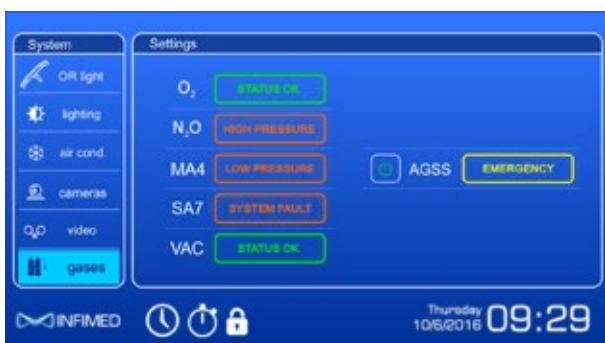 System
OR light
lighting
air cond.
cameras
video
gases
Settings
O₂ STATUS OK
N₂O HIGH PRESSURE
MA4 LOW PRESSURE
SA7 SYSTEM FAULT
VAC STATUS OK
AGSS EMERGENCY
INFIMED
Thursday
10/6/2016
09:29